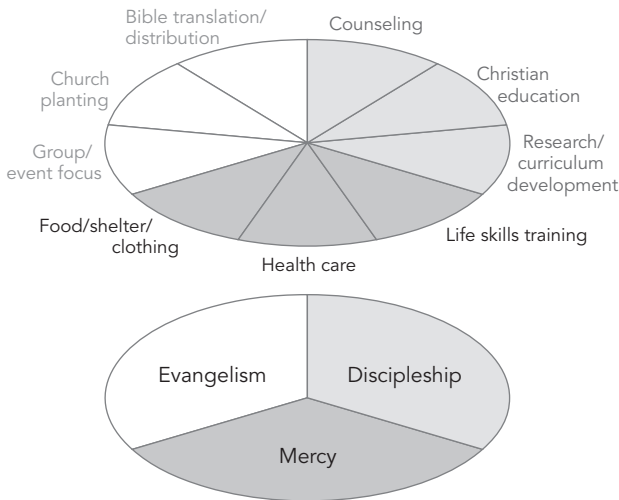 Bible translation/
distribution
Counseling
Church
planting
Christian
education
Group/
event focus
Research/
curriculum
development
Food/shelter/
clothing
Life skills training
Health care
Evangelism
Discipleship
Mercy